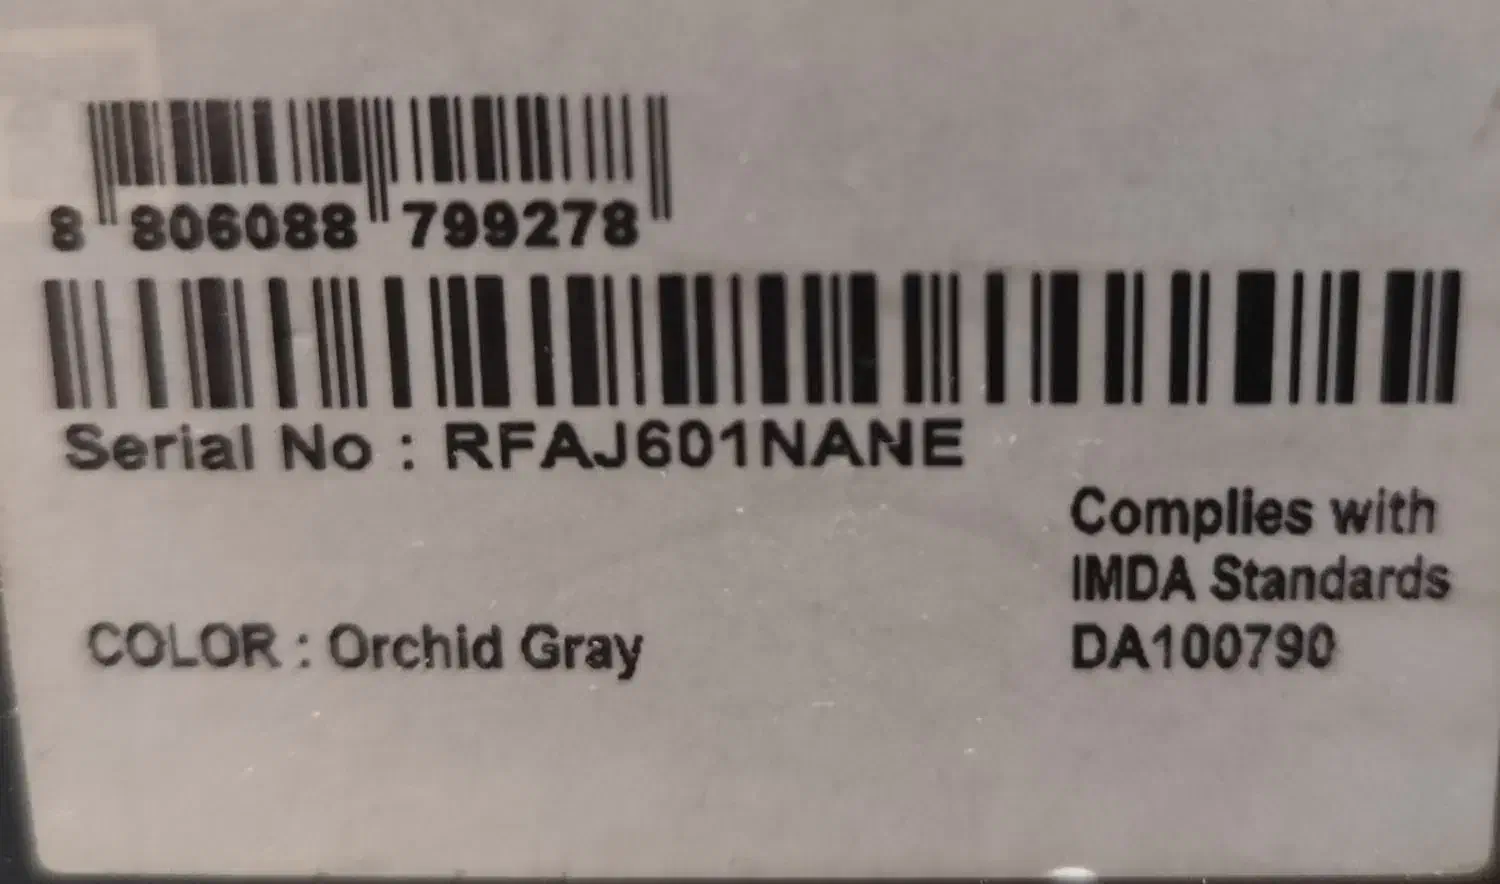 8 806088 799278
Serial No : RFAJ601NANE
Complies with
IMDA Standards
COLOR : Orchid Gray
DA100790